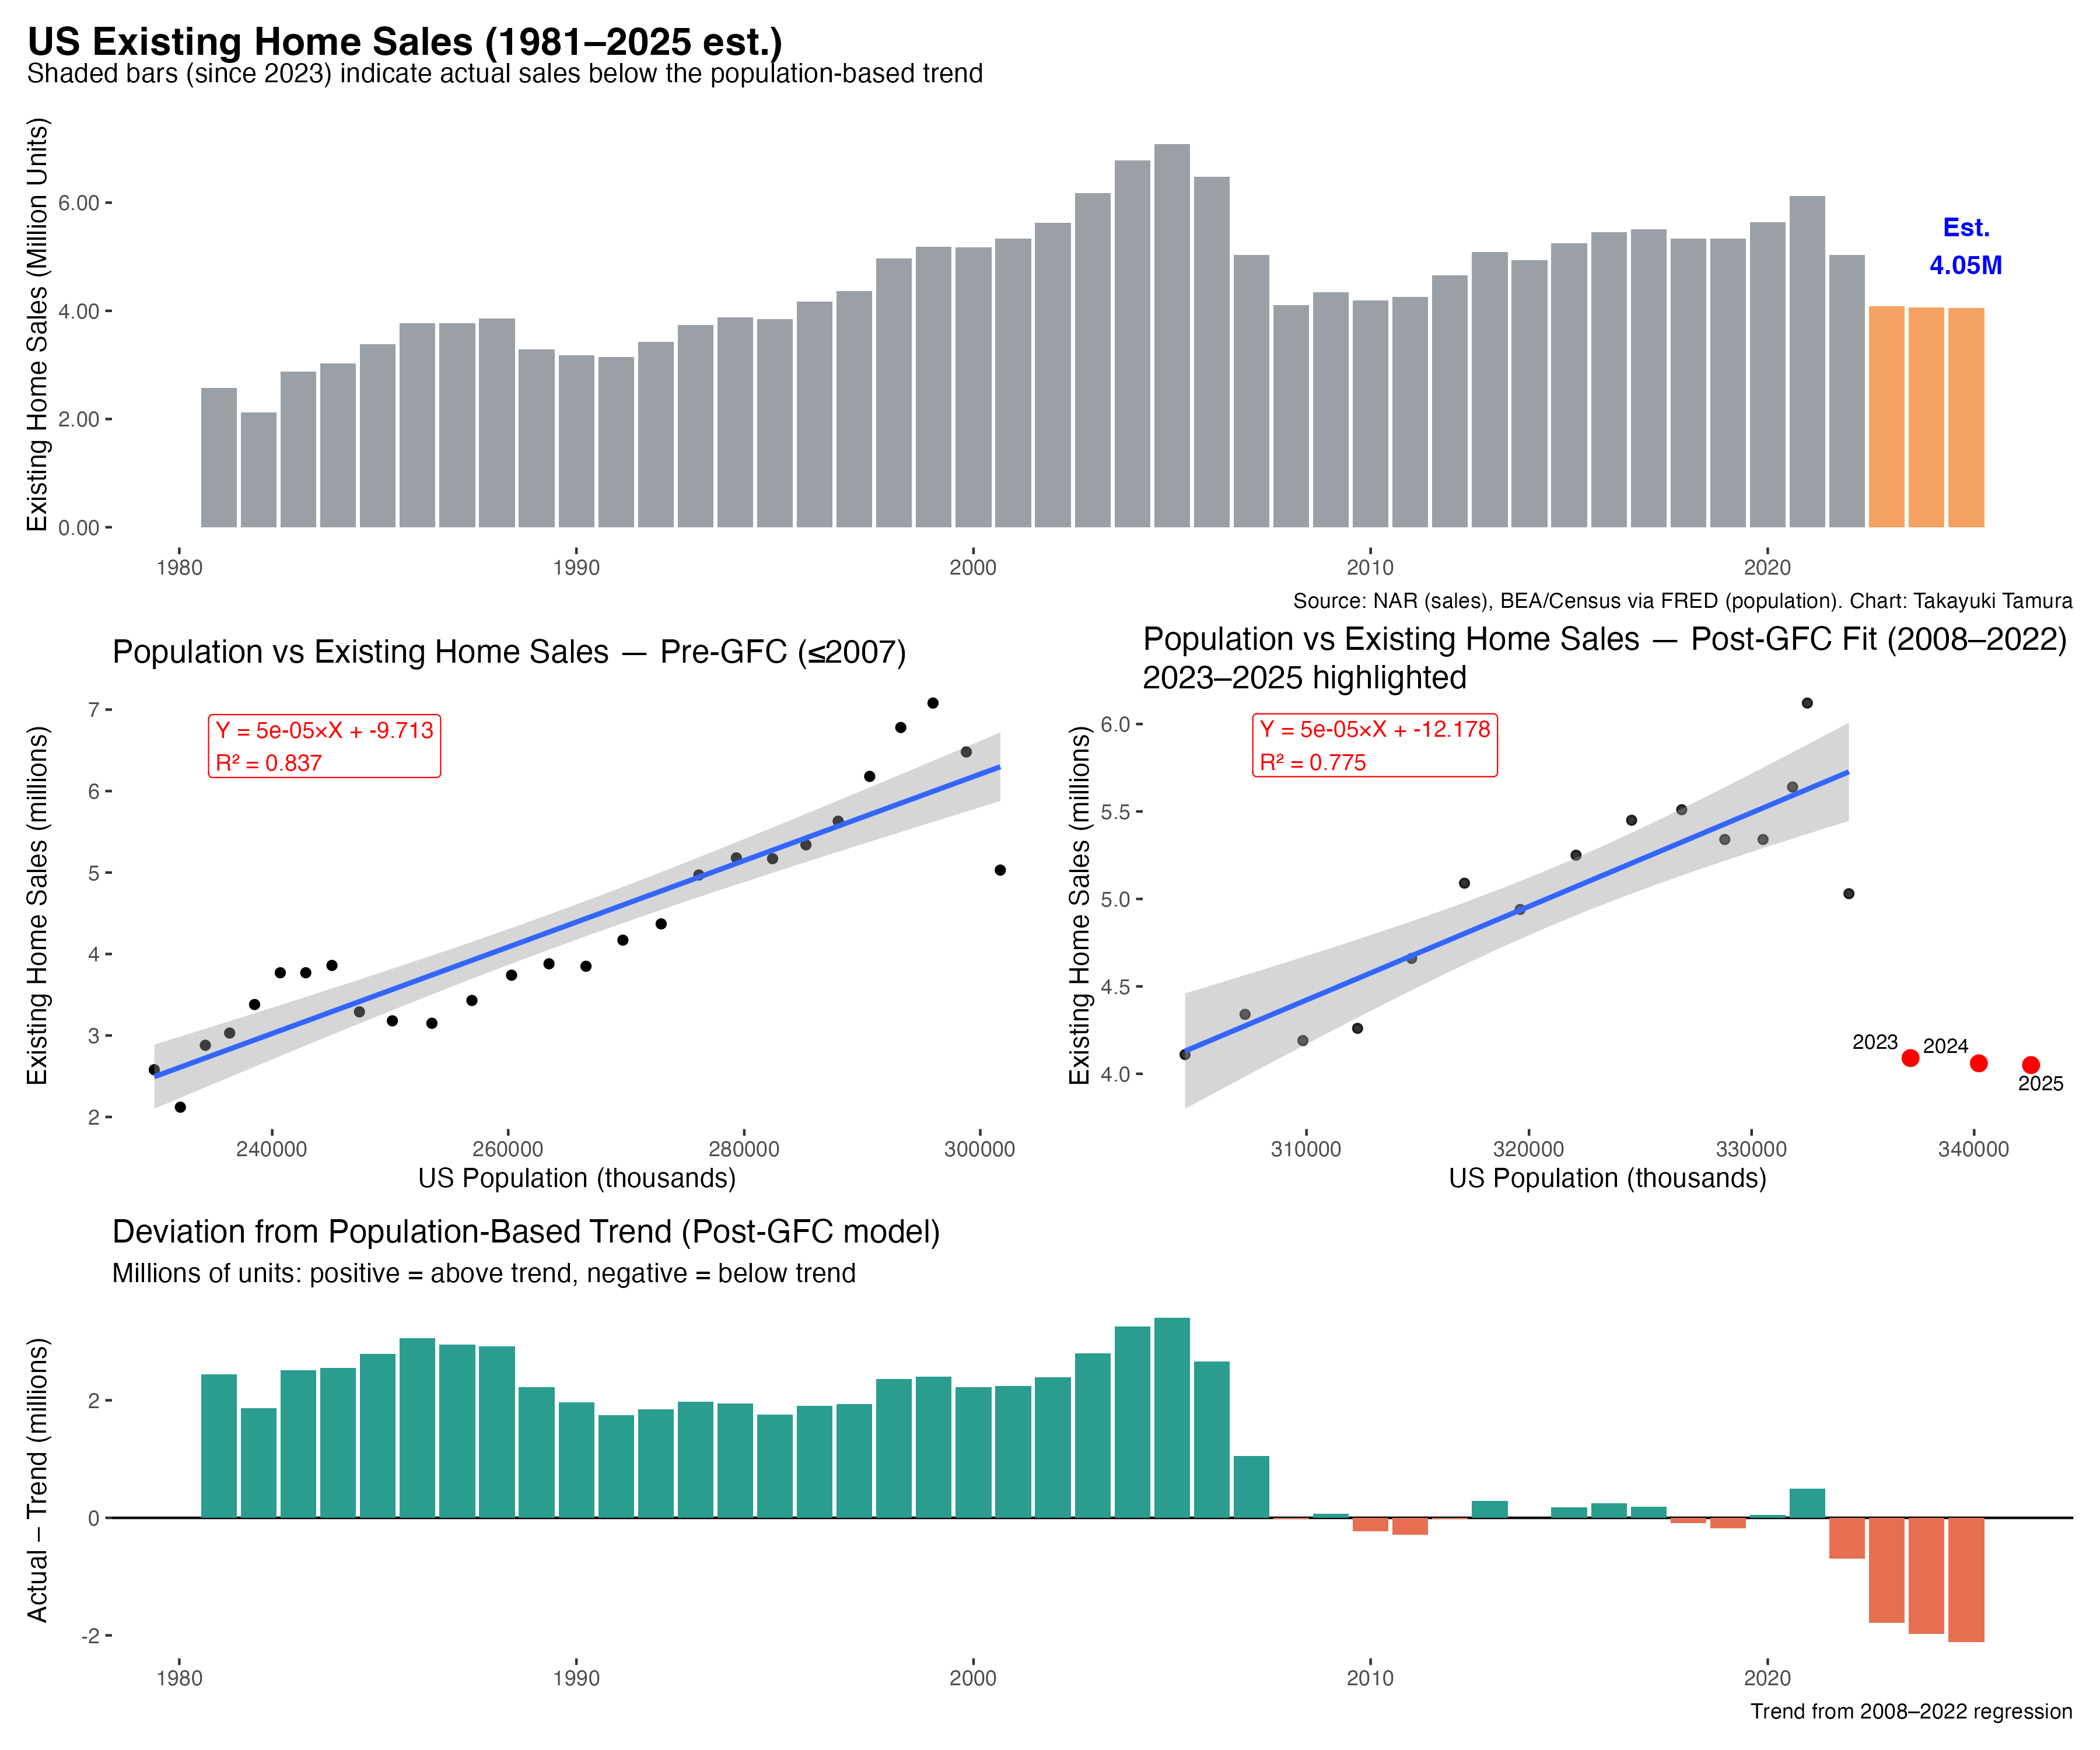 US Existing Home Sales (1981–2025 est.)
Shaded bars (since 2023) indicate actual sales below the population-based trend
Existing Home Sales (Million Units)
6.00
4.00
2.00
0.00
Est.
4.05M
1980
1990
2000
2010
2020
Source: NAR (sales), BEA/Census via FRED (population). Chart: Takayuki Tamura
Population vs Existing Home Sales — Pre-GFC (≤2007)
Existing Home Sales (millions)
7
6
5
4
3
2
Y = 5e-05×X + -9.713
R² = 0.837
240000
260000
280000
300000
US Population (thousands)
Population vs Existing Home Sales — Post-GFC Fit (2008–2022)
2023–2025 highlighted
Existing Home Sales (millions)
6.0
5.5
5.0
4.5
4.0
Y = 5e-05×X + -12.178
R² = 0.775
2023
2024
2025
310000
320000
330000
340000
US Population (thousands)
Deviation from Population-Based Trend (Post-GFC model)
Millions of units: positive = above trend, negative = below trend
Actual – Trend (millions)
2
0
-2
1980
1990
2000
2010
2020
Trend from 2008–2022 regression